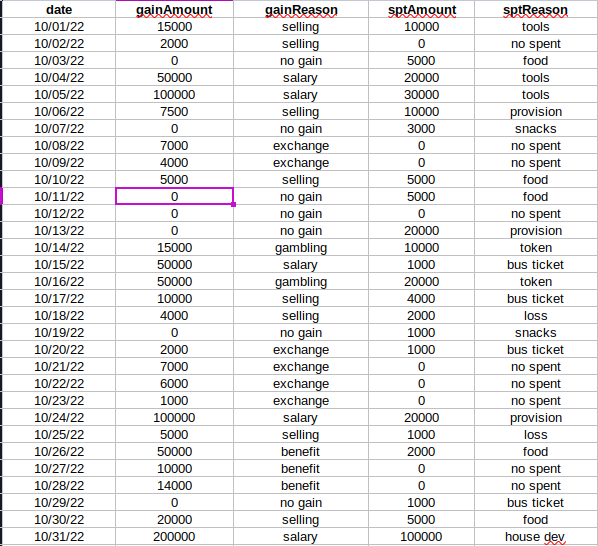 date gainAmount gainReason sptAmount sptReason
10/01/22 15000 selling 10000 tools
10/02/22 2000 selling 0 no spent
10/03/22 0 no gain 5000 food
10/04/22 50000 salary 20000 tools
10/05/22 100000 salary 30000 tools
10/06/22 7500 selling 10000 provision
10/07/22 0 no gain 3000 snacks
10/08/22 7000 exchange 0 no spent
10/09/22 4000 exchange 0 no spent
10/10/22 5000 selling 5000 food
10/11/22 0 no gain 5000 food
10/12/22 0 no gain 0 no spent
10/13/22 0 no gain 20000 provision
10/14/22 15000 gambling 10000 token
10/15/22 50000 salary 1000 bus ticket
10/16/22 50000 gambling 20000 token
10/17/22 10000 selling 4000 bus ticket
10/18/22 4000 selling 2000 loss
10/19/22 0 no gain 1000 snacks
10/20/22 2000 exchange 1000 bus ticket
10/21/22 7000 exchange 0 no spent
10/22/22 6000 exchange 0 no spent
10/23/22 1000 exchange 0 no spent
10/24/22 100000 salary 20000 provision
10/25/22 5000 selling 1000 loss
10/26/22 50000 benefit 2000 food
10/27/22 10000 benefit 0 no spent
10/28/22 14000 benefit 0 no spent
10/29/22 0 no gain 1000 bus ticket
10/30/22 20000 selling 5000 food
10/31/22 200000 salary 100000 house dev